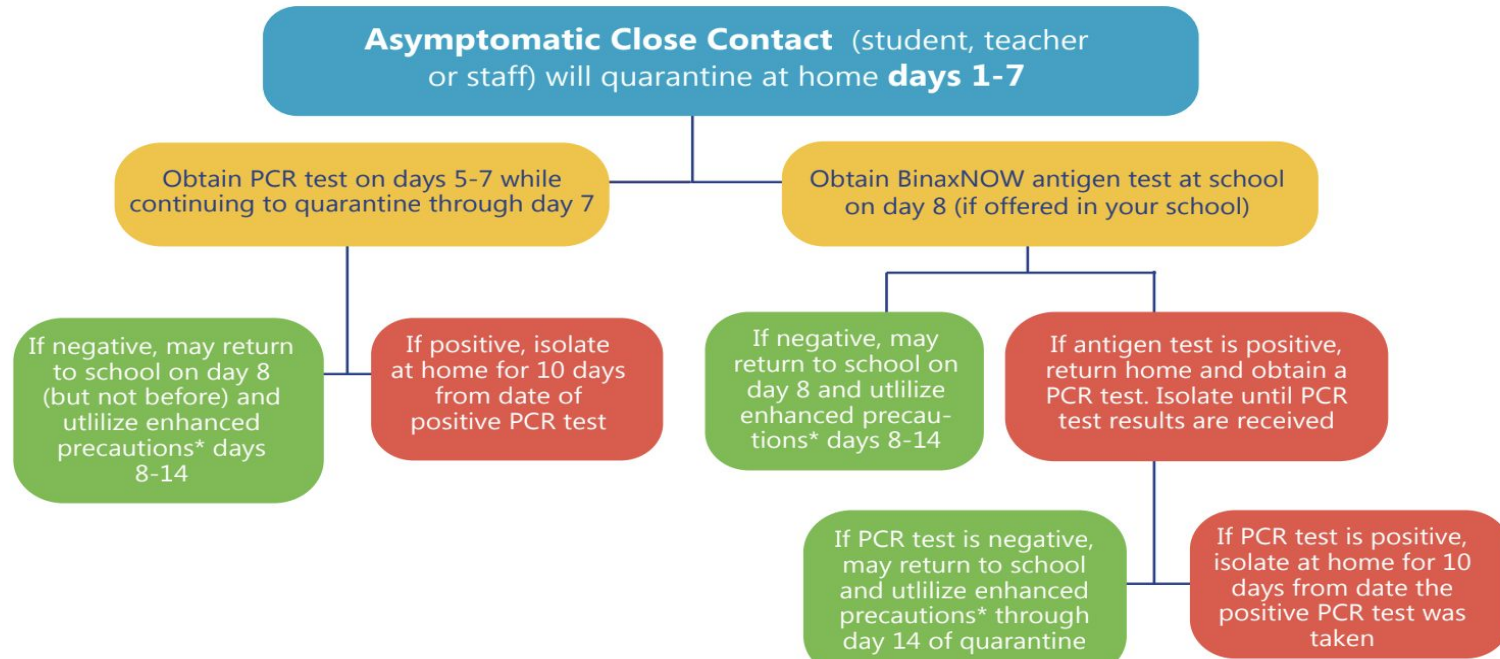 Asymptomatic Close Contact (student, teacher
or staff) will quarantine at home days 1-7
Obtain PCR test on days 5-7 while
continuing to quarantine through day 7
Obtain BinaxNOW antigen test at school
on day 8 (if offered in your school)
If negative, may return
to school on day 8
(but not before) and
utlilize enhanced
precautions* days
8-14
If positive, isolate
at home for 10 days
from date of
positive PCR test
If negative, may
return to school on
day 8 and utlilize
enhanced precau-
tions* days 8-14
If antigen test is positive,
return home and obtain a
PCR test. Isolate until PCR
test results are received
If PCR test is negative,
may return to school
and utlilize enhanced
precautions* through
day 14 of quarantine
If PCR test is positive,
isolate at home for 10
days from date the
positive PCR test was
taken